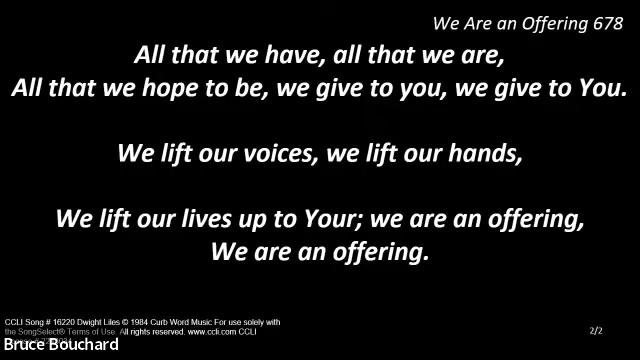 We Are an Offering 678
All that we have, all that we are,
All that we hope to be, we give to you, we give to You.
We lift our voices, we lift our hands,
We lift our lives up to Your; we are an offering,
We are an offering.
CCLI Song # 16220 Dwight Liles © 1984 Curb Word Music For use solely with
the SongSelect® Terms of Use. All rights reserved. www.ccli.com CCLI
2/2
Bruce Bouchard